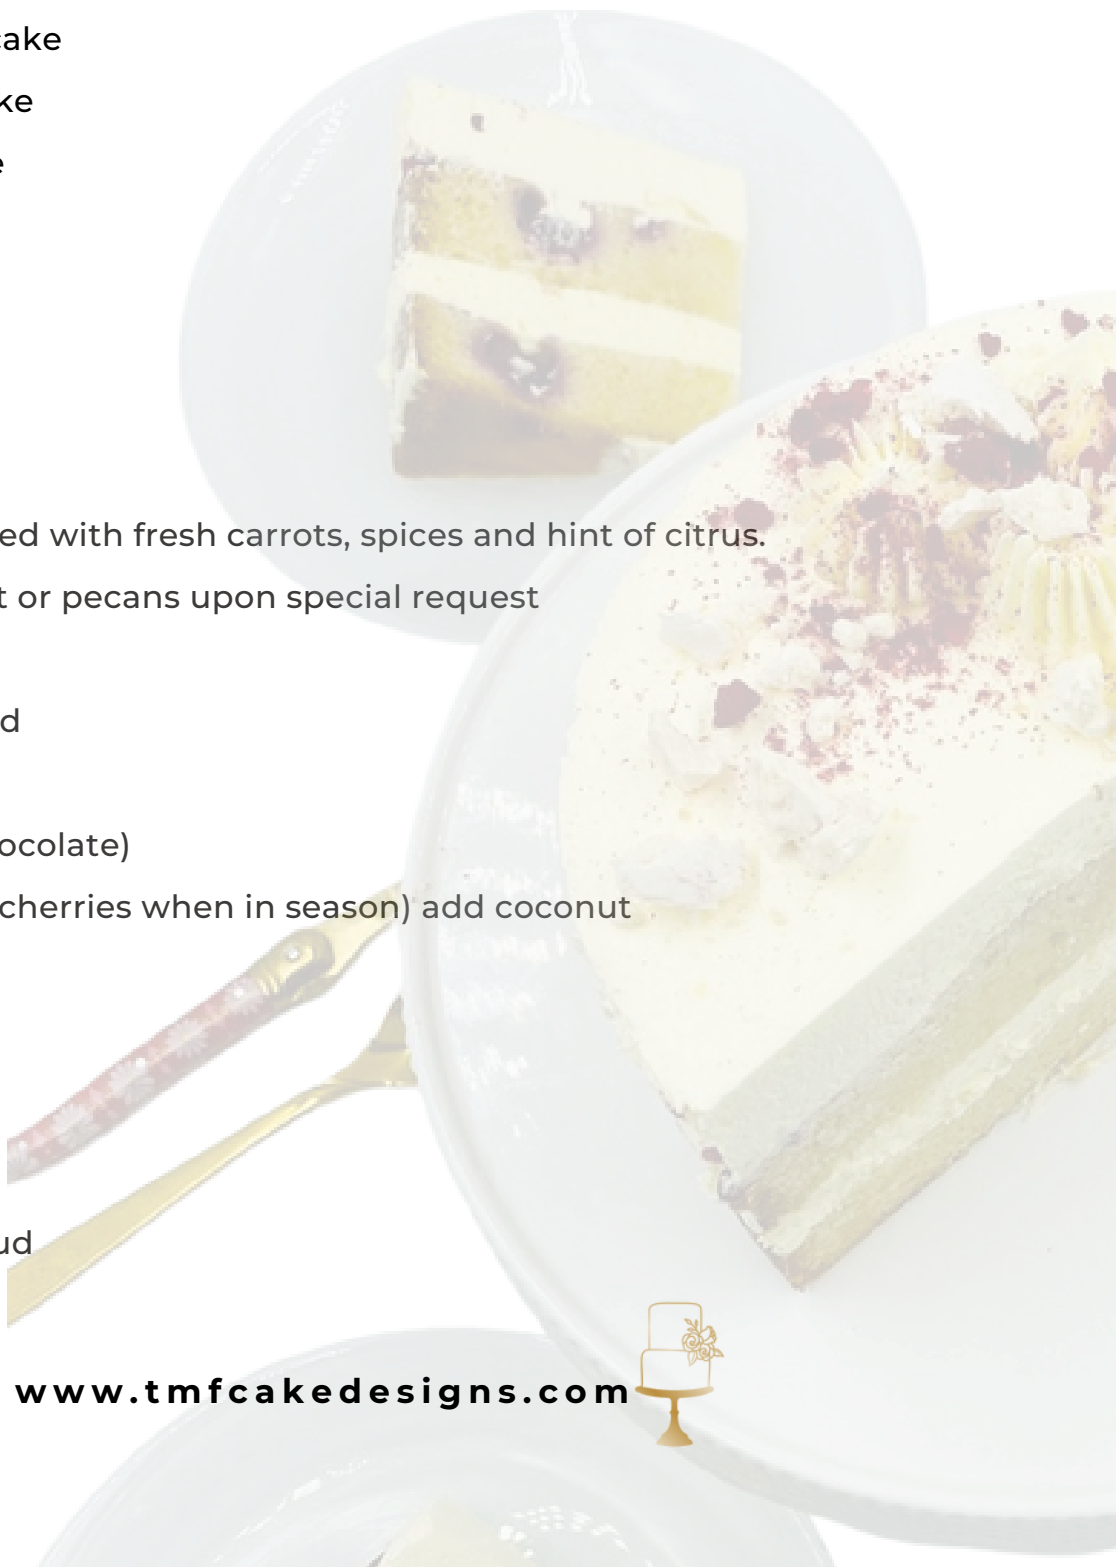 cake
ke
e
ed with fresh carrots, spices and hint of citrus.
t or pecans upon special request
d
ocolate)
cherries when in season) add coconut
ud
www.tmfcakedesigns.com